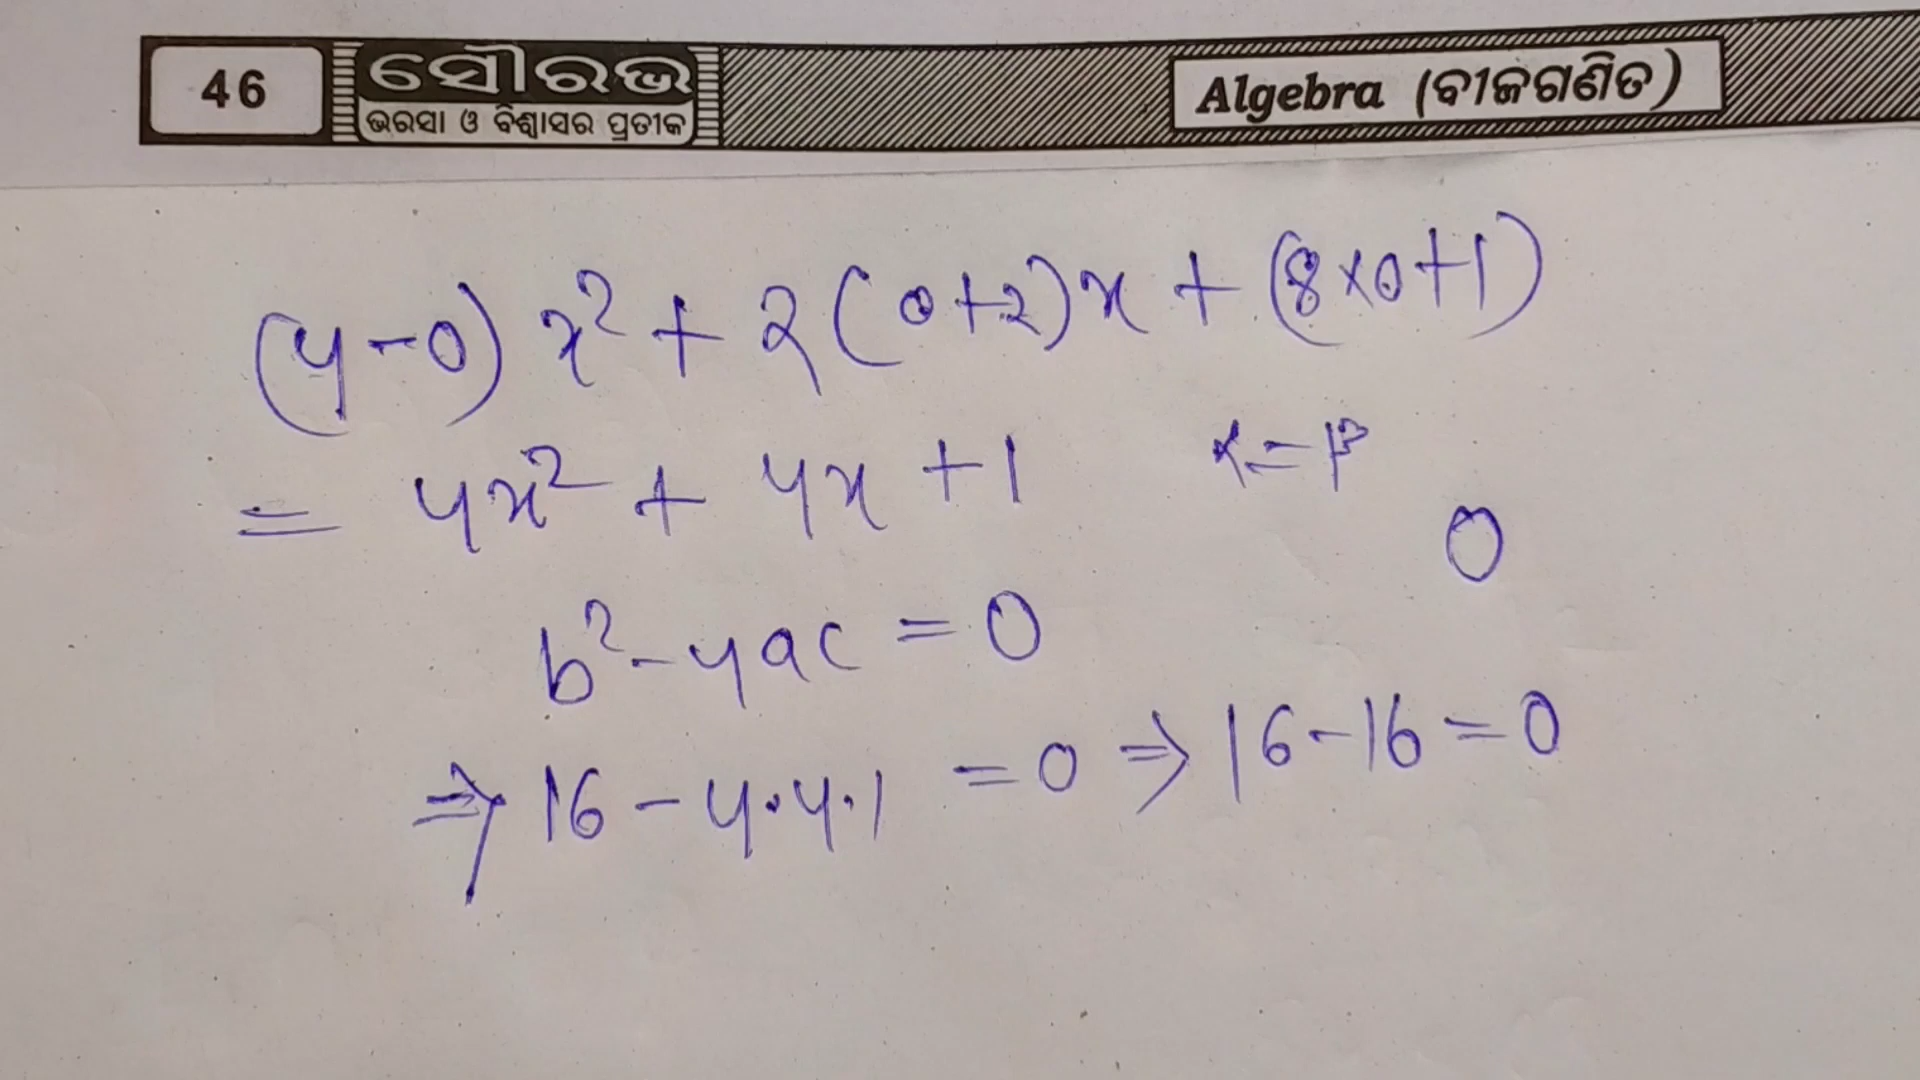 46
ସୌରଭ
ଭରସା ଓ ବିଶ୍ୱାସର ପ୍ରତୀକ
Algebra (ବୀଜଗଣିତ)
(4-0) x² + 2 (0+2) x + (8×0+1)
= 4x² + 4x + 1 α = β
0
b² - 4ac = 0
⇒ 16 - 4·4·1 = 0 ⇒ 16 - 16 = 0